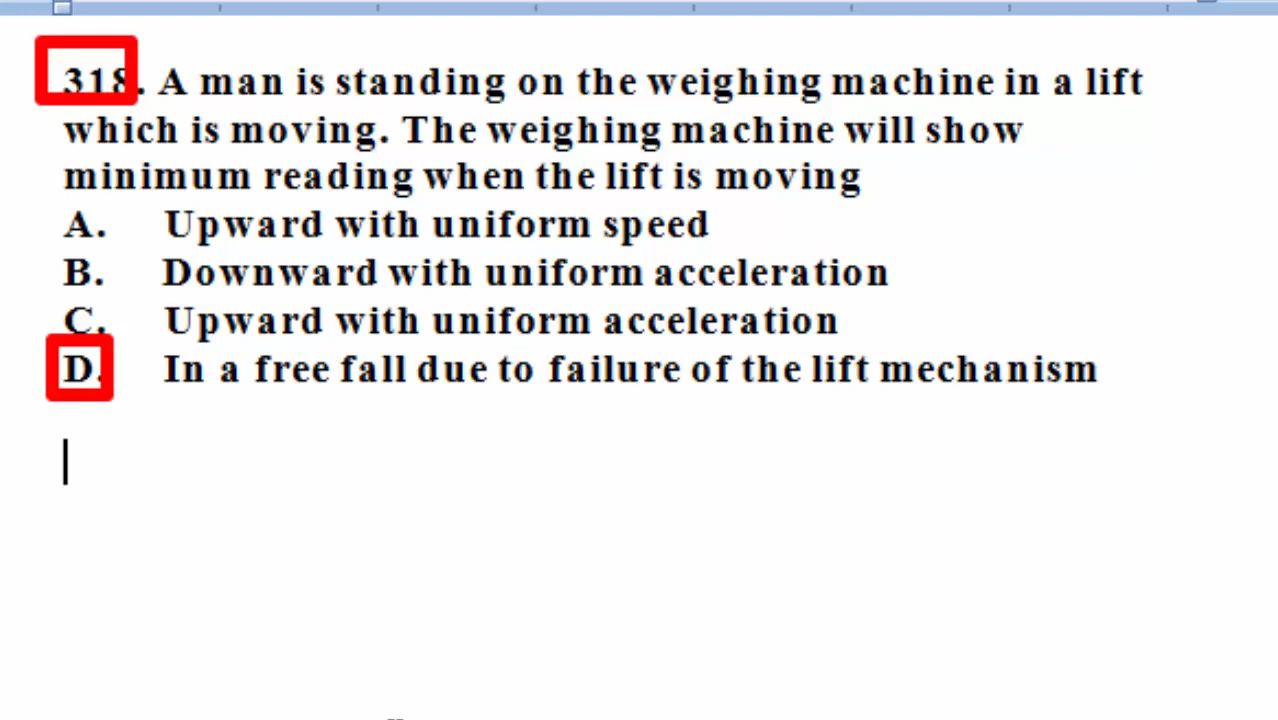 318. A man is standing on the weighing machine in a lift
which is moving. The weighing machine will show
minimum reading when the lift is moving
A. Upward with uniform speed
B. Downward with uniform acceleration
C. Upward with uniform acceleration
D. In a free fall due to failure of the lift mechanism